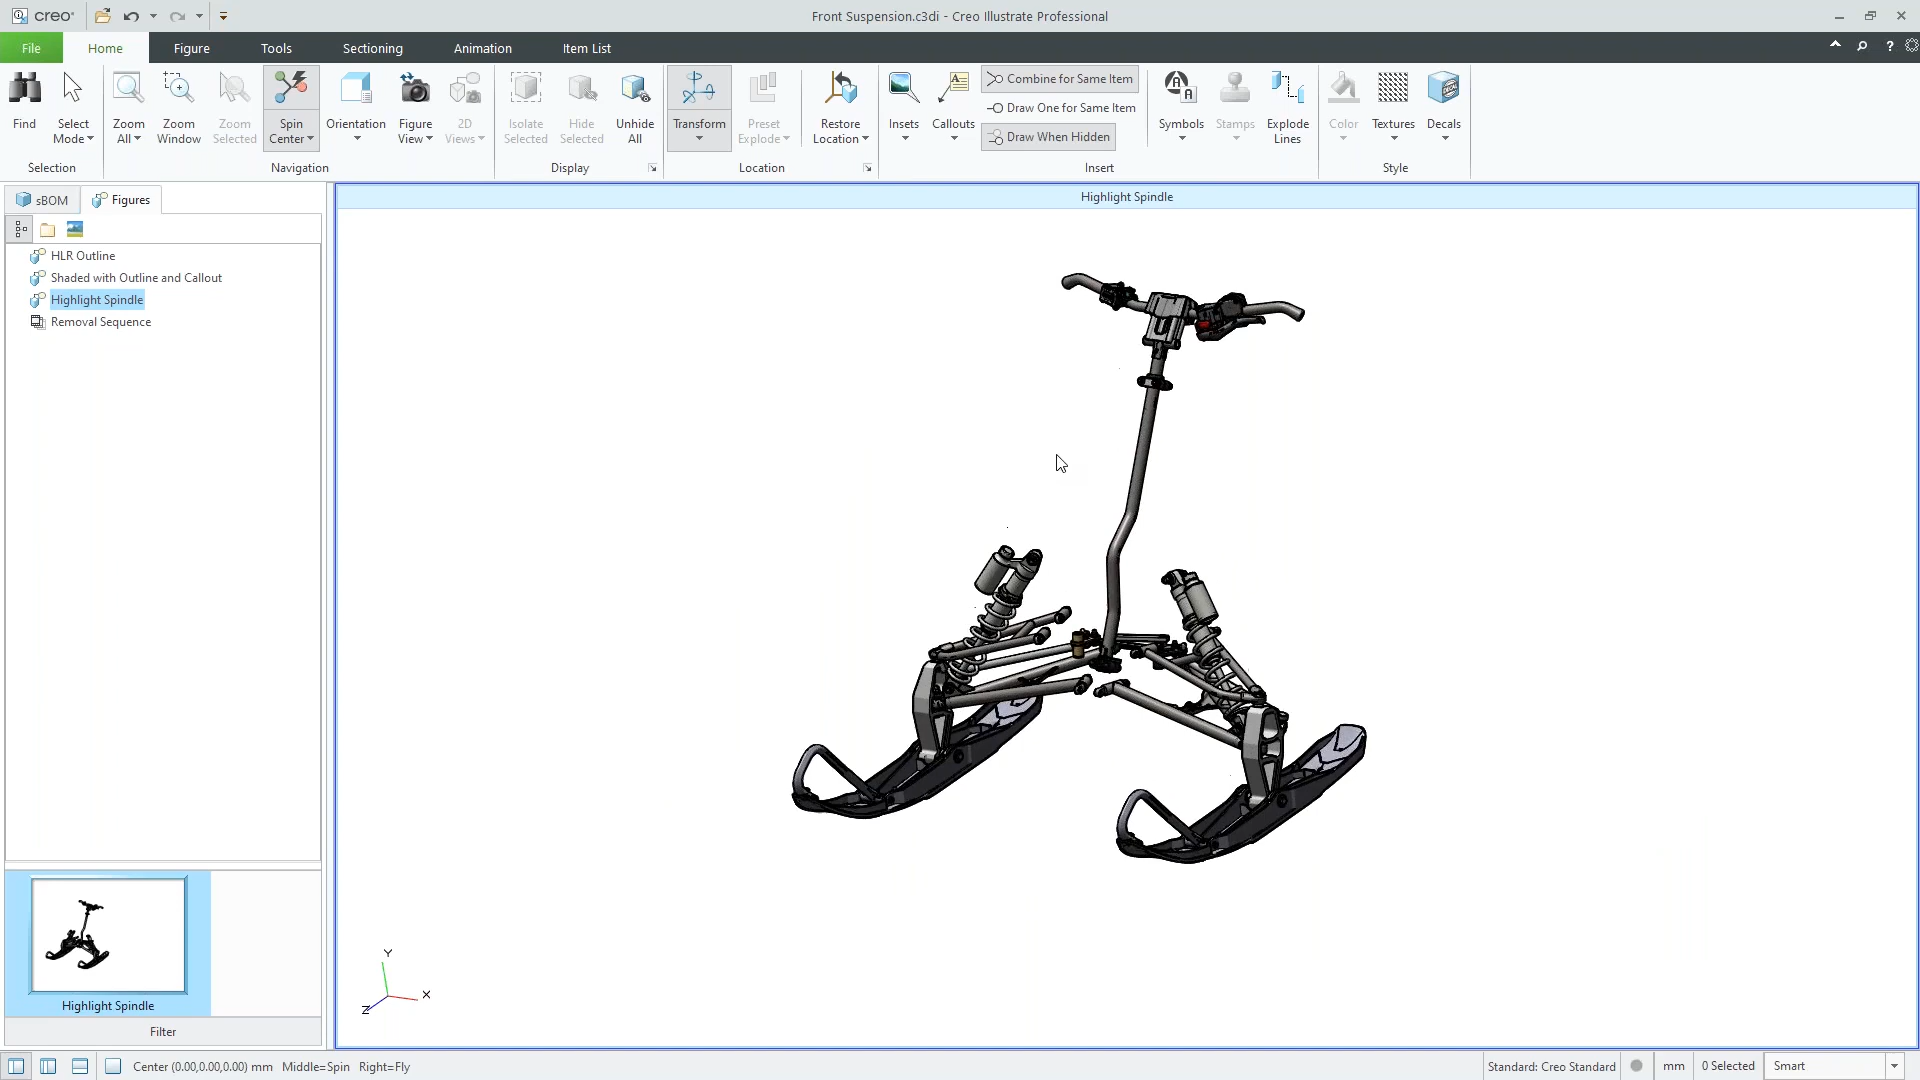 creo
Front Suspension.c3di - Creo Illustrate Professional
File Home Figure Tools Sectioning Animation Item List
Find
Select Mode
Selection
Zoom All
Zoom Window
Zoom Selected
Spin Center
Orientation
Figure View
2D Views
Navigation
Isolate Selected
Hide Selected
Unhide All
Display
Transform
Preset Explode
Restore Location
Location
Inserts
Callouts
Combine for Same Item
Draw One for Same Item
Draw When Hidden
Symbols
Stamps
Explode Lines
Insert
Color
Textures
Decals
Style
sBOM Figures
Highlight Spindle
HLR Outline
Shaded with Outline and Callout
Highlight Spindle
Removal Sequence
Y
X
Z
Highlight Spindle
Filter
Center (0.00,0.00,0.00) mm Middle=Spin Right=Fly
Standard: Creo Standard mm 0 Selected Smart